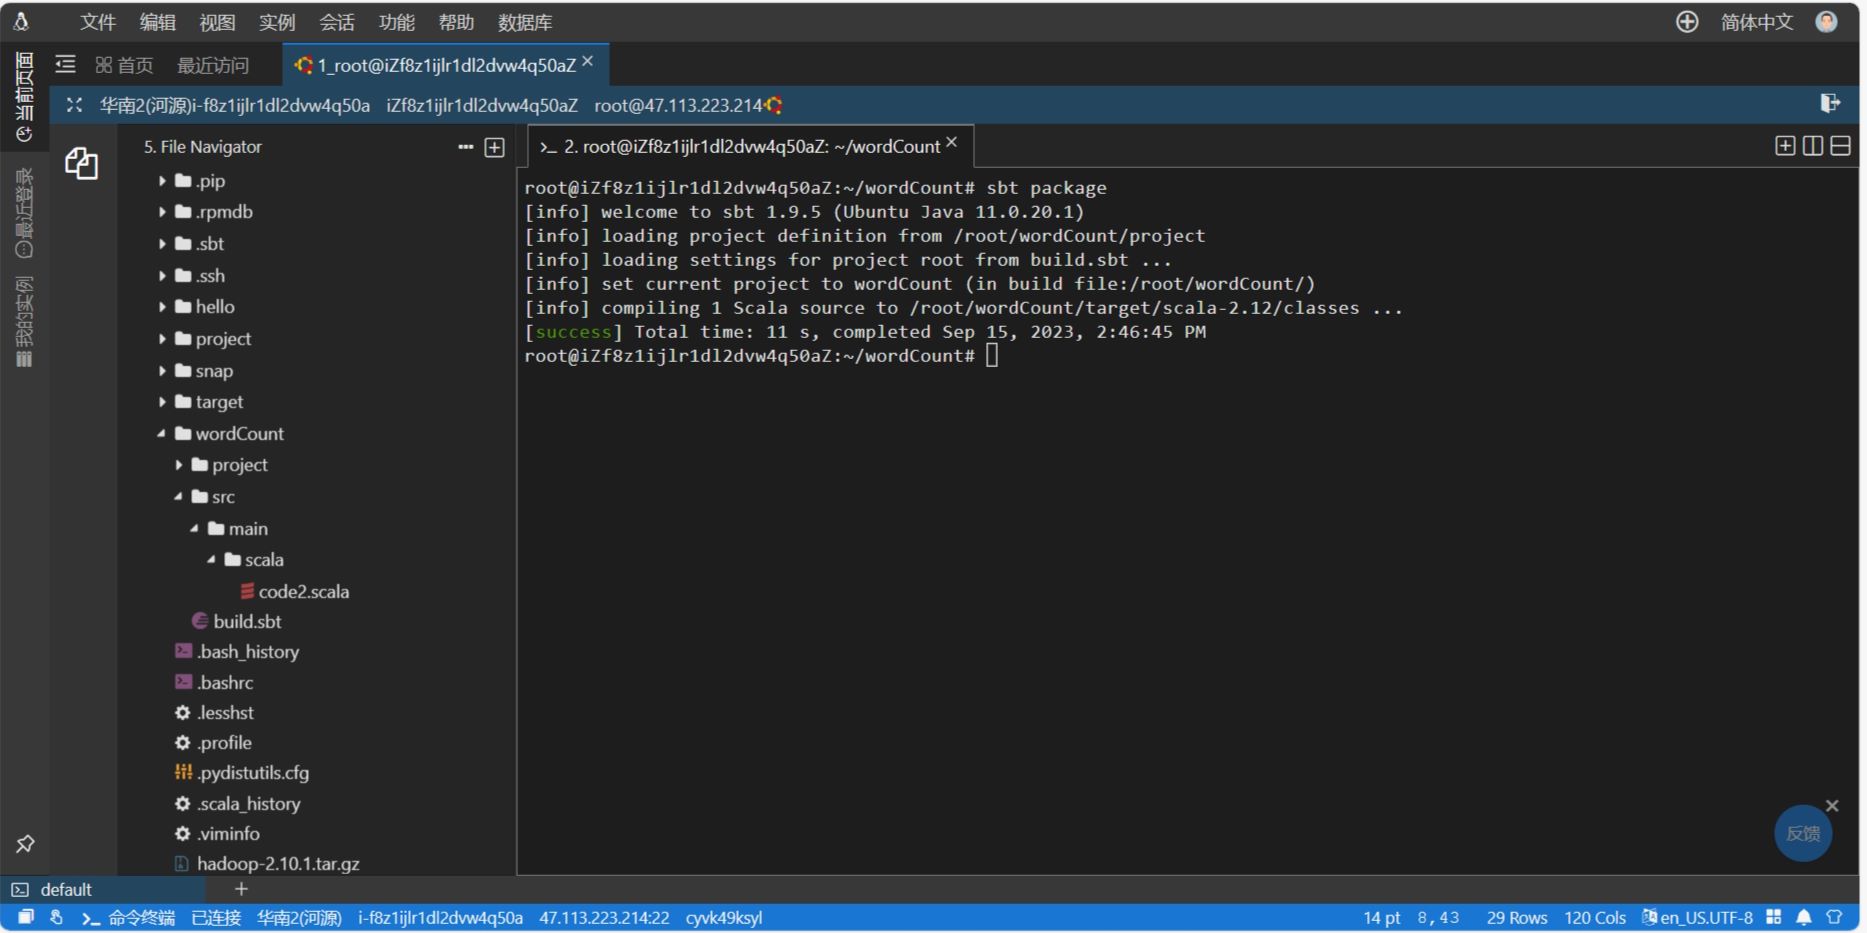 文件 编辑 视图 实例 会话 功能 帮助 数据库 简体中文
当前页面
最近登录
我的实例
首页 最近访问 1_root@iZf8z1ijlr1dl2dvw4q50aZ
华南2(河源)i-f8z1ijlr1dl2dvw4q50a iZf8z1ijlr1dl2dvw4q50aZ root@47.113.223.214
5. File Navigator
.pip
.rpmdb
.sbt
.ssh
hello
project
snap
target
wordCount
project
src
main
scala
code2.scala
build.sbt
.bash_history
.bashrc
.lesshst
.profile
.pydistutils.cfg
.scala_history
.viminfo
hadoop-2.10.1.tar.gz
2. root@iZf8z1ijlr1dl2dvw4q50aZ: ~/wordCount
root@iZf8z1ijlr1dl2dvw4q50aZ:~/wordCount# sbt package
[info] welcome to sbt 1.9.5 (Ubuntu Java 11.0.20.1)
[info] loading project definition from /root/wordCount/project
[info] loading settings for project root from build.sbt ...
[info] set current project to wordCount (in build file:/root/wordCount/)
[info] compiling 1 Scala source to /root/wordCount/target/scala-2.12/classes ...
[success] Total time: 11 s, completed Sep 15, 2023, 2:46:45 PM
root@iZf8z1ijlr1dl2dvw4q50aZ:~/wordCount#
反馈
default
命令终端 已连接 华南2(河源) i-f8z1ijlr1dl2dvw4q50a 47.113.223.214:22 cyvk49ksyl 14 pt 8,43 29 Rows 120 Cols en_US.UTF-8